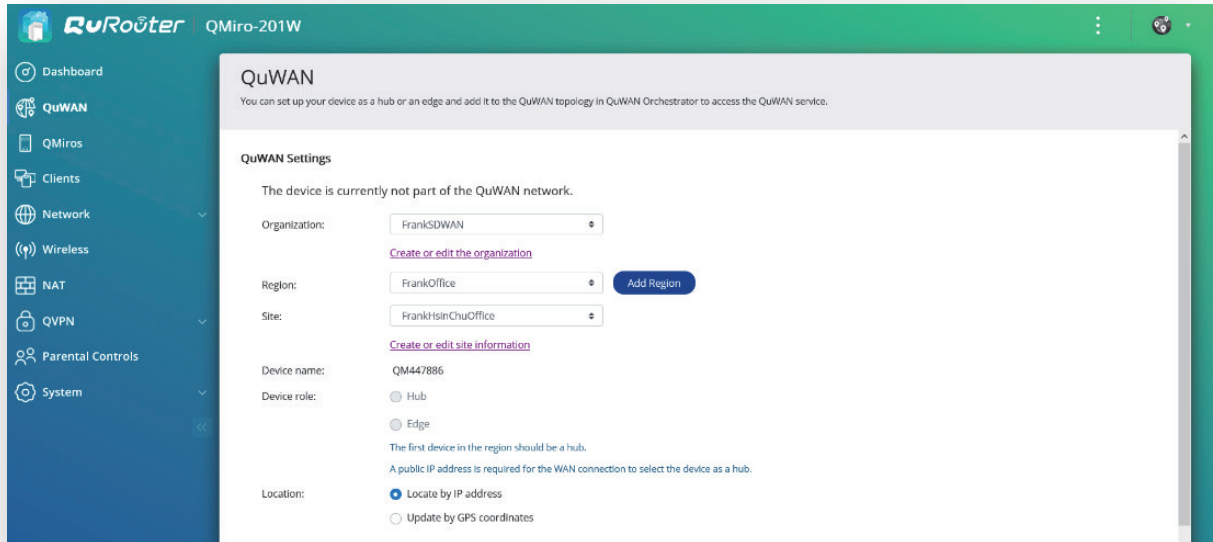 QuRouter QMiro-201W
Dashboard
QuWAN
QMiros
Clients
Network
Wireless
NAT
QVPN
Parental Controls
System
QuWAN
You can set up your device as a hub or an edge and add it to the QuWAN topology in QuWAN Orchestrator to access the QuWAN service.
QuWAN Settings
The device is currently not part of the QuWAN network.
Organization: FrankSDWAN
Create or edit the organization
Region: FrankOffice Add Region
Site: FrankHsinChuOffice
Create or edit site information
Device name: QM447886
Device role: Hub
Edge
The first device in the region should be a hub.
A public IP address is required for the WAN connection to select the device as a hub.
Location: Locate by IP address
Update by GPS coordinates